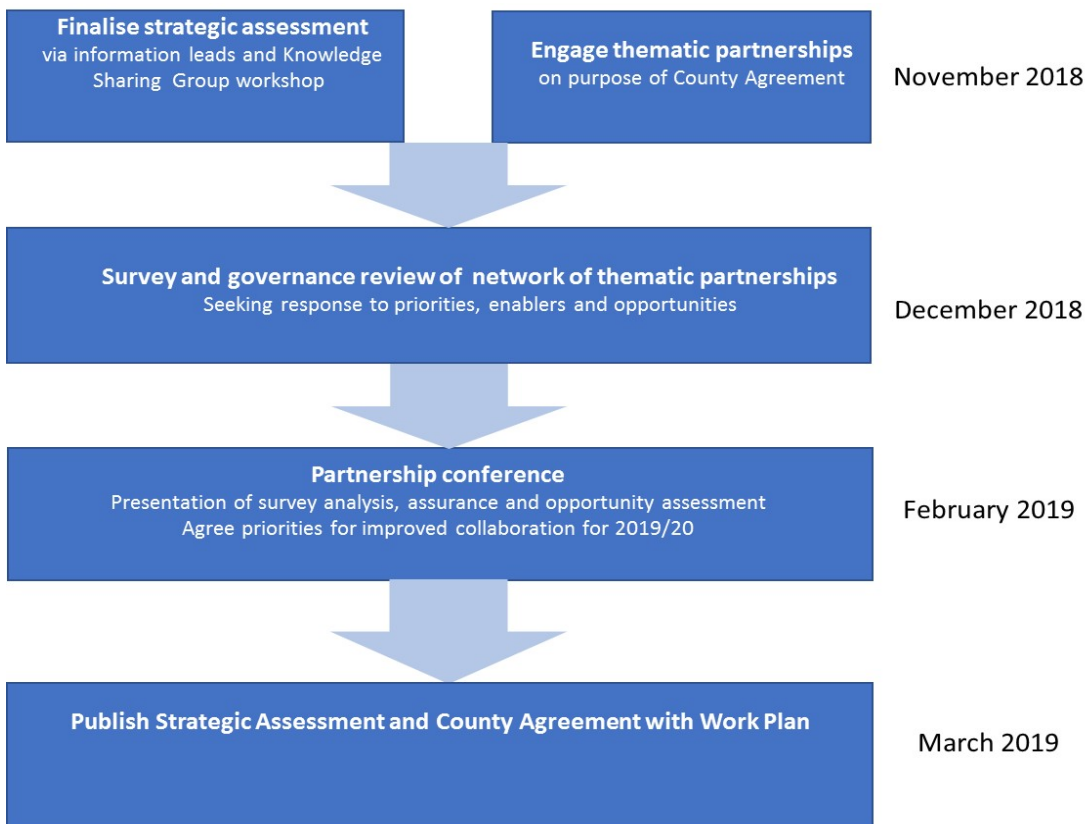 Finalise strategic assessment
via information leads and Knowledge
Sharing Group workshop
Engage thematic partnerships
on purpose of County Agreement
November 2018
Survey and governance review of network of thematic partnerships
Seeking response to priorities, enablers and opportunities
December 2018
Partnership conference
Presentation of survey analysis, assurance and opportunity assessment
Agree priorities for improved collaboration for 2019/20
February 2019
Publish Strategic Assessment and County Agreement with Work Plan
March 2019